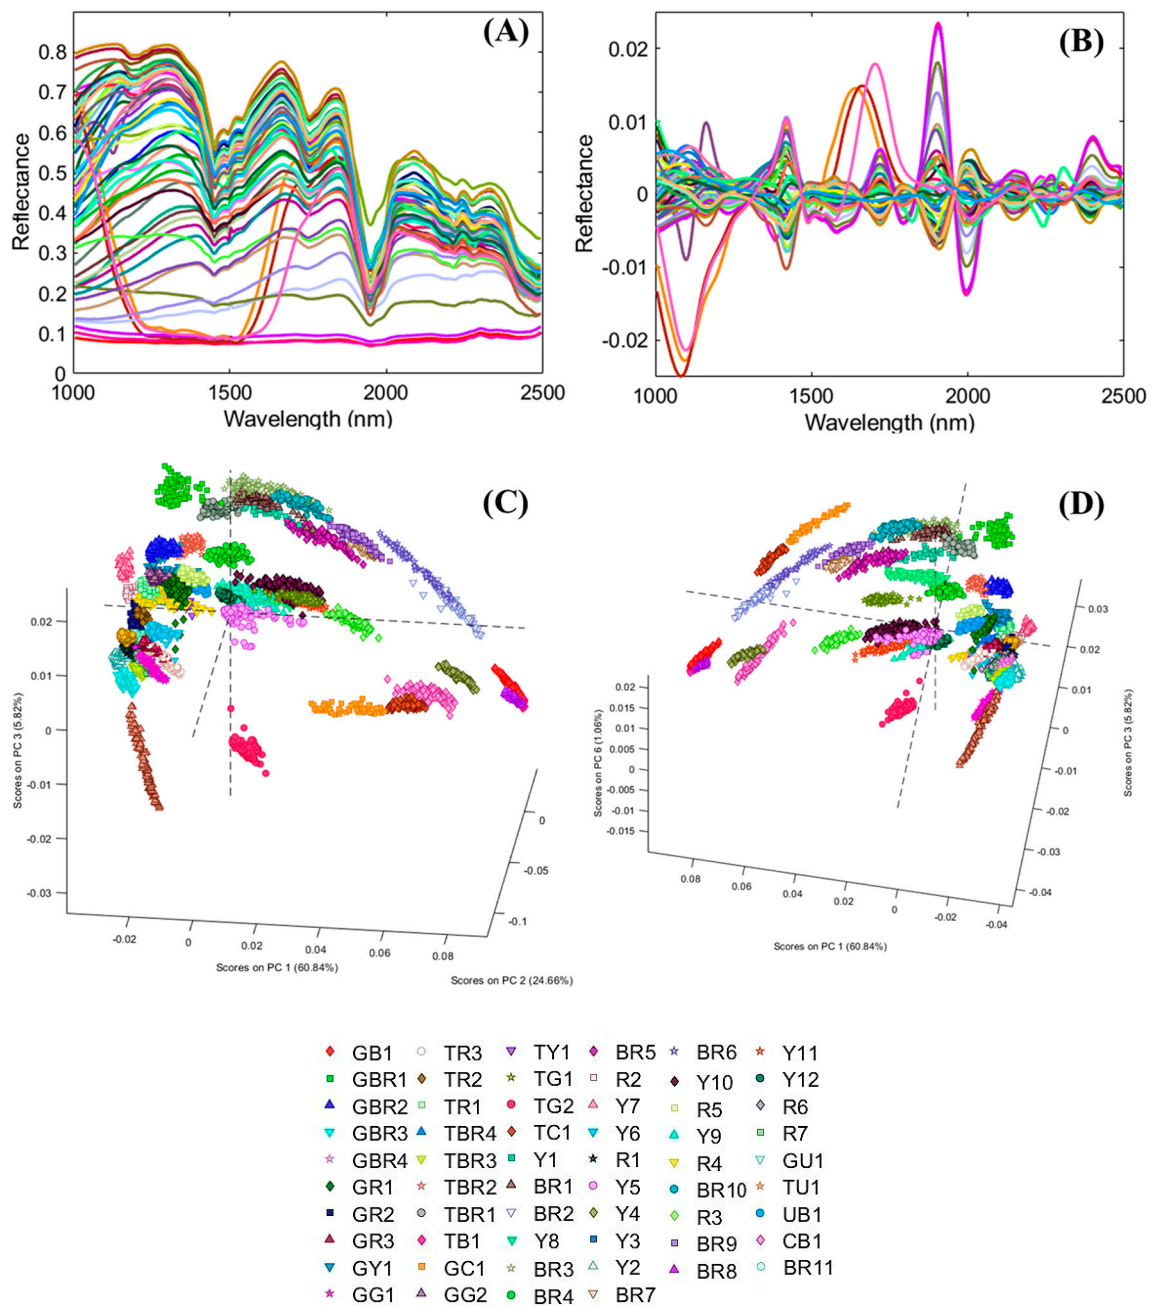 (A)
0.8
0.7
0.6
0.5
0.4
0.3
0.2
0.1
0
Reflectance
1000 1500 2000 2500
Wavelength (nm)
(B)
0.02
0.01
0
-0.01
-0.02
Reflectance
1000 1500 2000 2500
Wavelength (nm)
(C)
0.02
0.01
0
-0.01
-0.02
-0.03
Scores on PC 3 (5.82%)
-0.02 0 0.02 0.04 0.06 0.08
Scores on PC 1 (60.84%)
0
-0.05
-0.1
Scores on PC 2 (24.66%)
(D)
0.02
0.015
0.01
0.005
0
-0.005
-0.01
-0.015
Scores on PC 6 (1.06%)
0.08 0.06 0.04 0.02 0 -0.02 -0.04
Scores on PC 1 (60.84%)
0.03
0.02
0.01
0
-0.01
-0.02
-0.03
-0.04
Scores on PC 3 (5.82%)
GB1 TR3 TY1 BR5 BR6 Y11
GBR1 TR2 TG1 R2 Y10 Y12
GBR2 TR1 TG2 Y7 R5 R6
GBR3 TBR4 TC1 Y6 Y9 R7
GBR4 TBR3 Y1 R1 R4 GU1
GR1 TBR2 BR1 Y5 BR10 TU1
GR2 TBR1 BR2 Y4 R3 UB1
GR3 TB1 Y8 Y3 BR9 CB1
GY1 GC1 BR3 Y2 BR8 BR11
GG1 GG2 BR4 BR7